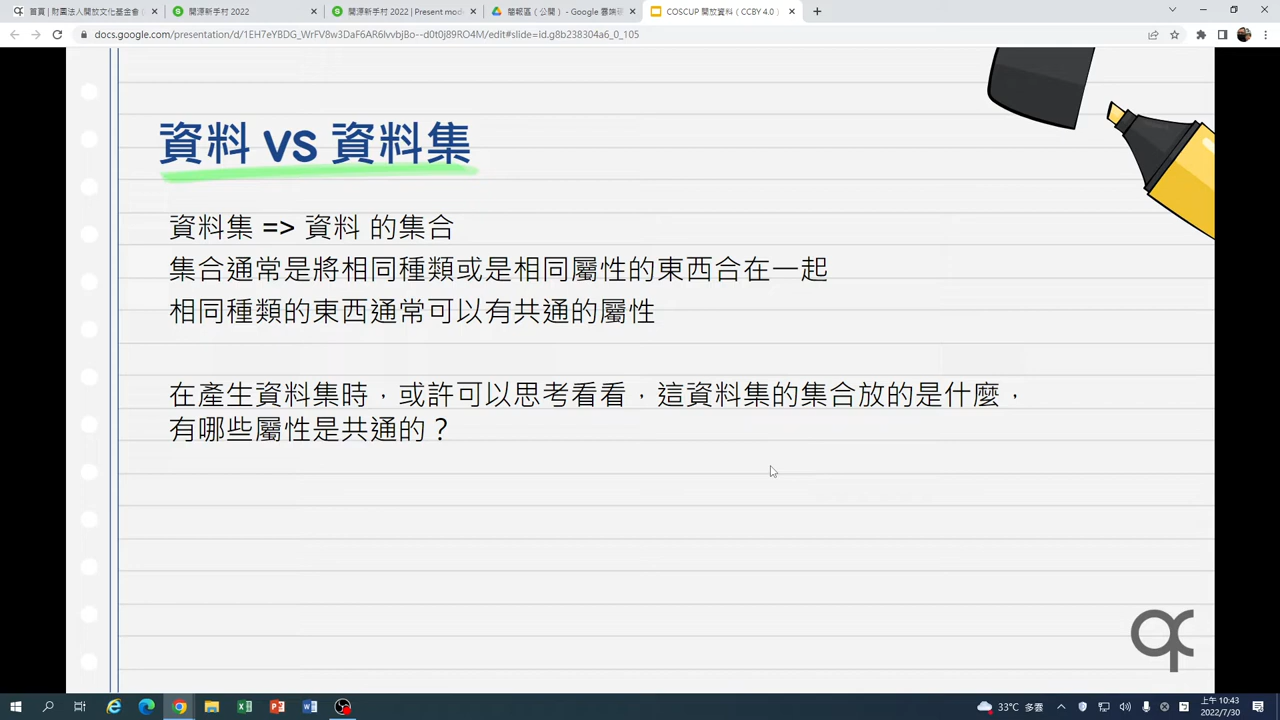 首頁 | 財團法人開放文化基金會 (
開源新手村 2022
開源新手村 2022 | Present mod
簡報區（公開） - Google 雲端硬
COSCUP 開放資料（CCBY 4.0）
docs.google.com/presentation/d/
資料 VS 資料集
資料集 => 資料 的集合
集合通常是將相同種類或是相同屬性的東西合在一起
相同種類的東西通常可以有共通的屬性
在產生資料集時，或許可以思考看看，這資料集的集合放的是什麼，
有哪些屬性是共通的？
33°C 多雲
上午 10:43
2022/7/30